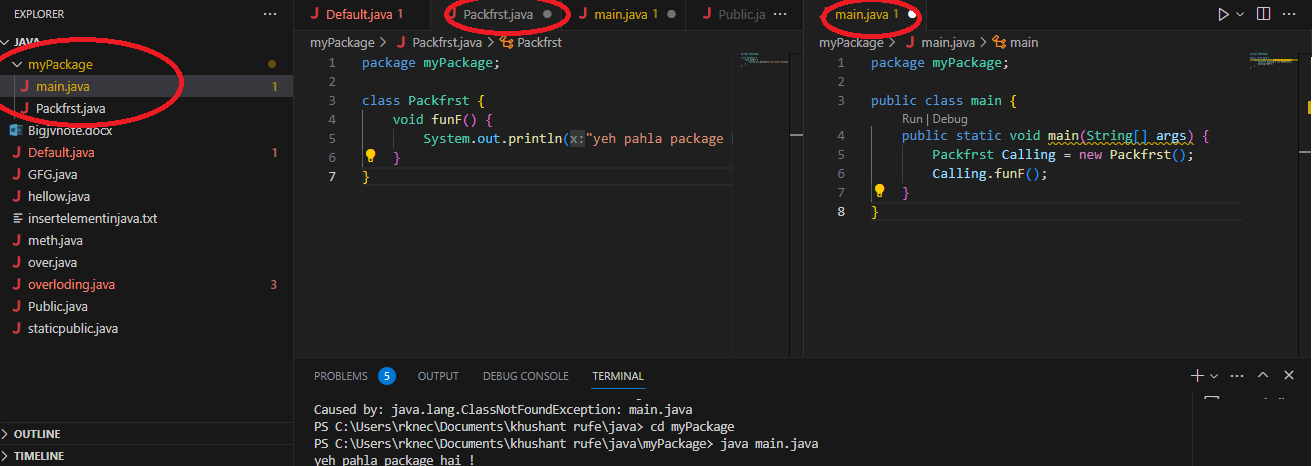 EXPLORER
JAVA
myPackage
main.java 1
Packfrst.java
Bigjvnote.docx
Default.java 1
GFG.java
hellow.java
insertelementinjava.txt
meth.java
over.java
overloding.java 3
Public.java
staticpublic.java
OUTLINE
TIMELINE
Default.java 1 Packfrst.java main.java 1 Public.ja
myPackage > Packfrst.java > Packfrst
1 package myPackage;
2
3 class Packfrst {
4 void funF() {
5 System.out.println(x: "yeh pahla package
6 }
7 }
main.java 1
myPackage > main.java > main
1 package myPackage;
2
3 public class main {
Run | Debug
4 public static void main(String[] args) {
5 Packfrst Calling = new Packfrst();
6 Calling.funF();
7 }
8 }
PROBLEMS 5 OUTPUT DEBUG CONSOLE TERMINAL
Caused by: java.lang.ClassNotFoundException: main.java
PS C:\Users\rknec\Documents\khushant rufe\java> cd myPackage
PS C:\Users\rknec\Documents\khushant rufe\java\myPackage> java main.java
yeh pahla package hai !